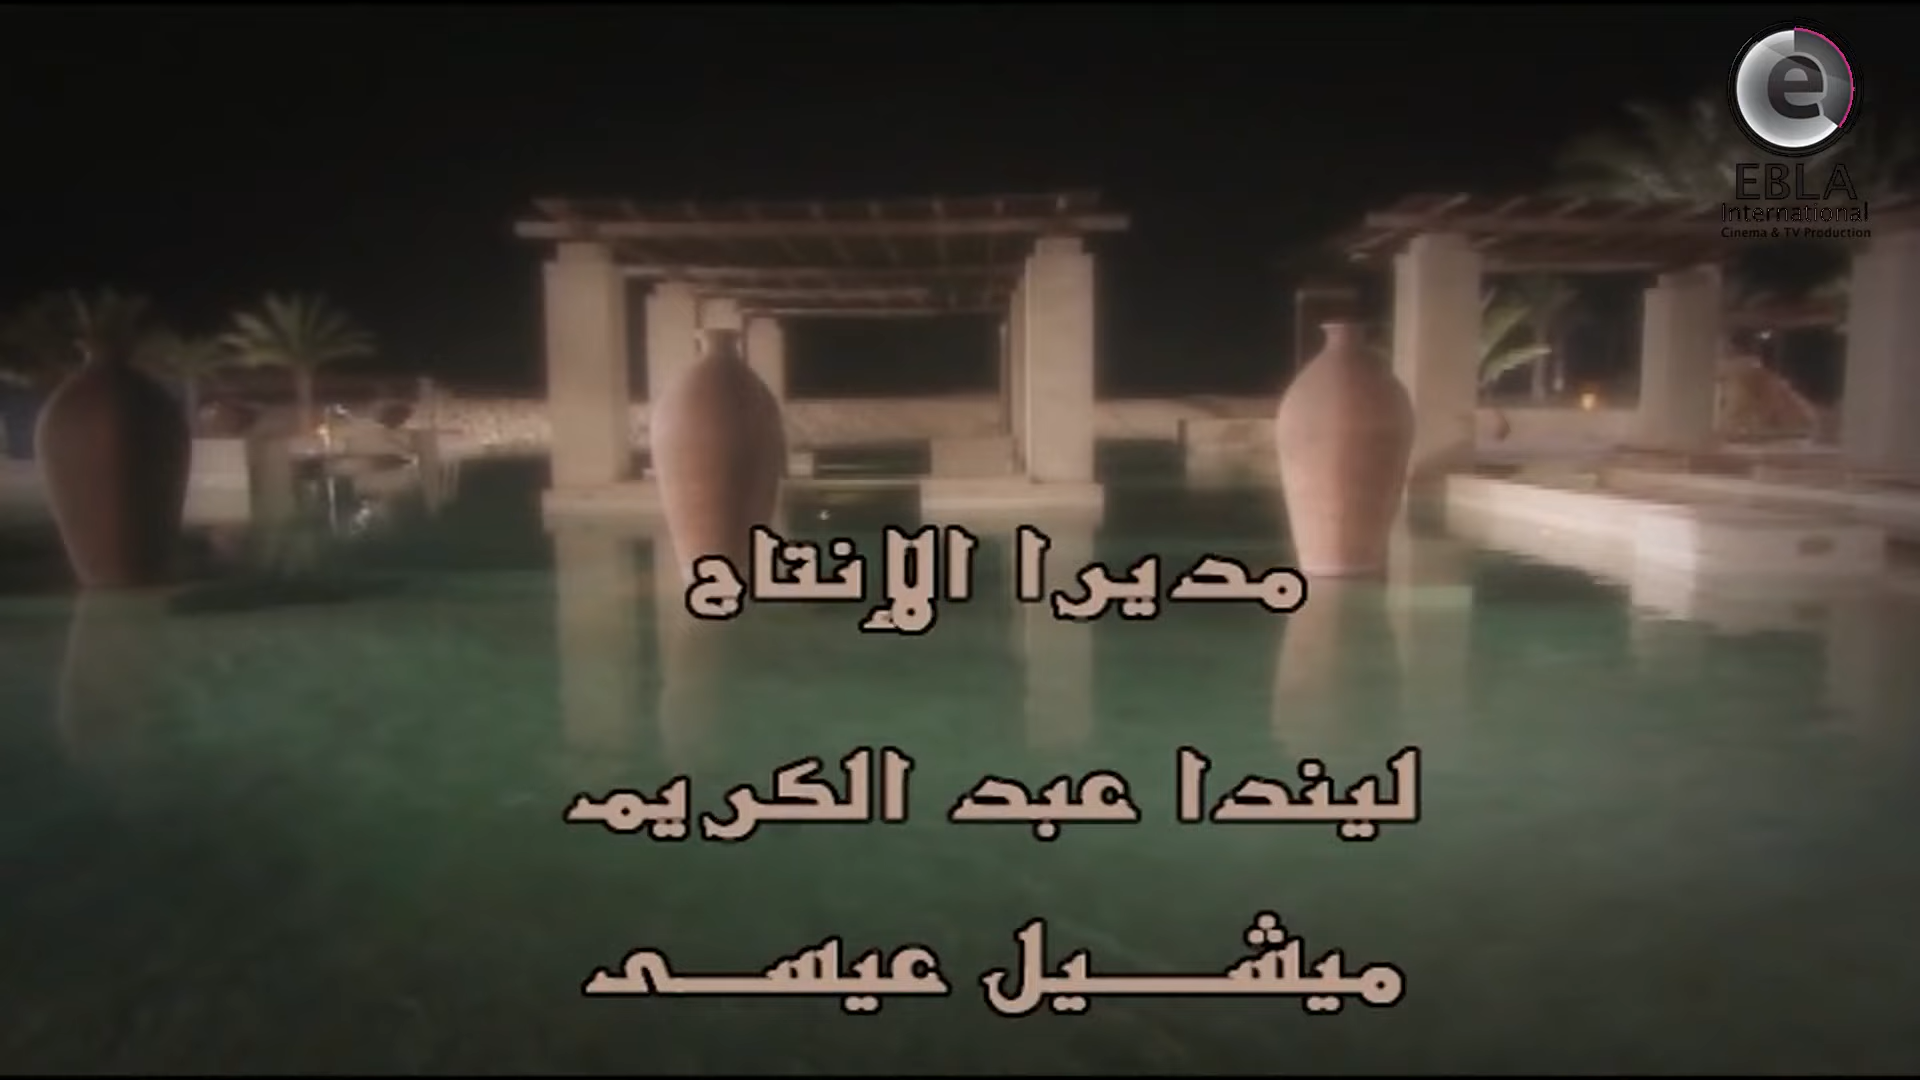 e
EBLA
International
Cinema & TV Production
مديرا الإنتاج
ليندا عبد الكريم
ميشيل عيسى